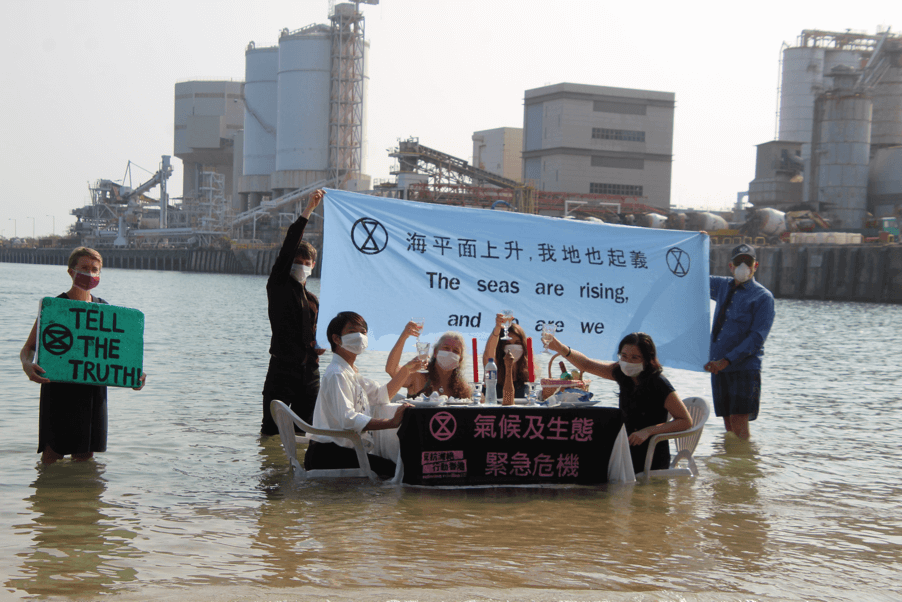 TELL
THE
TRUTH!
海平面上升,我地也起義
The seas are rising,
and are we
氣候及生態
緊急危機